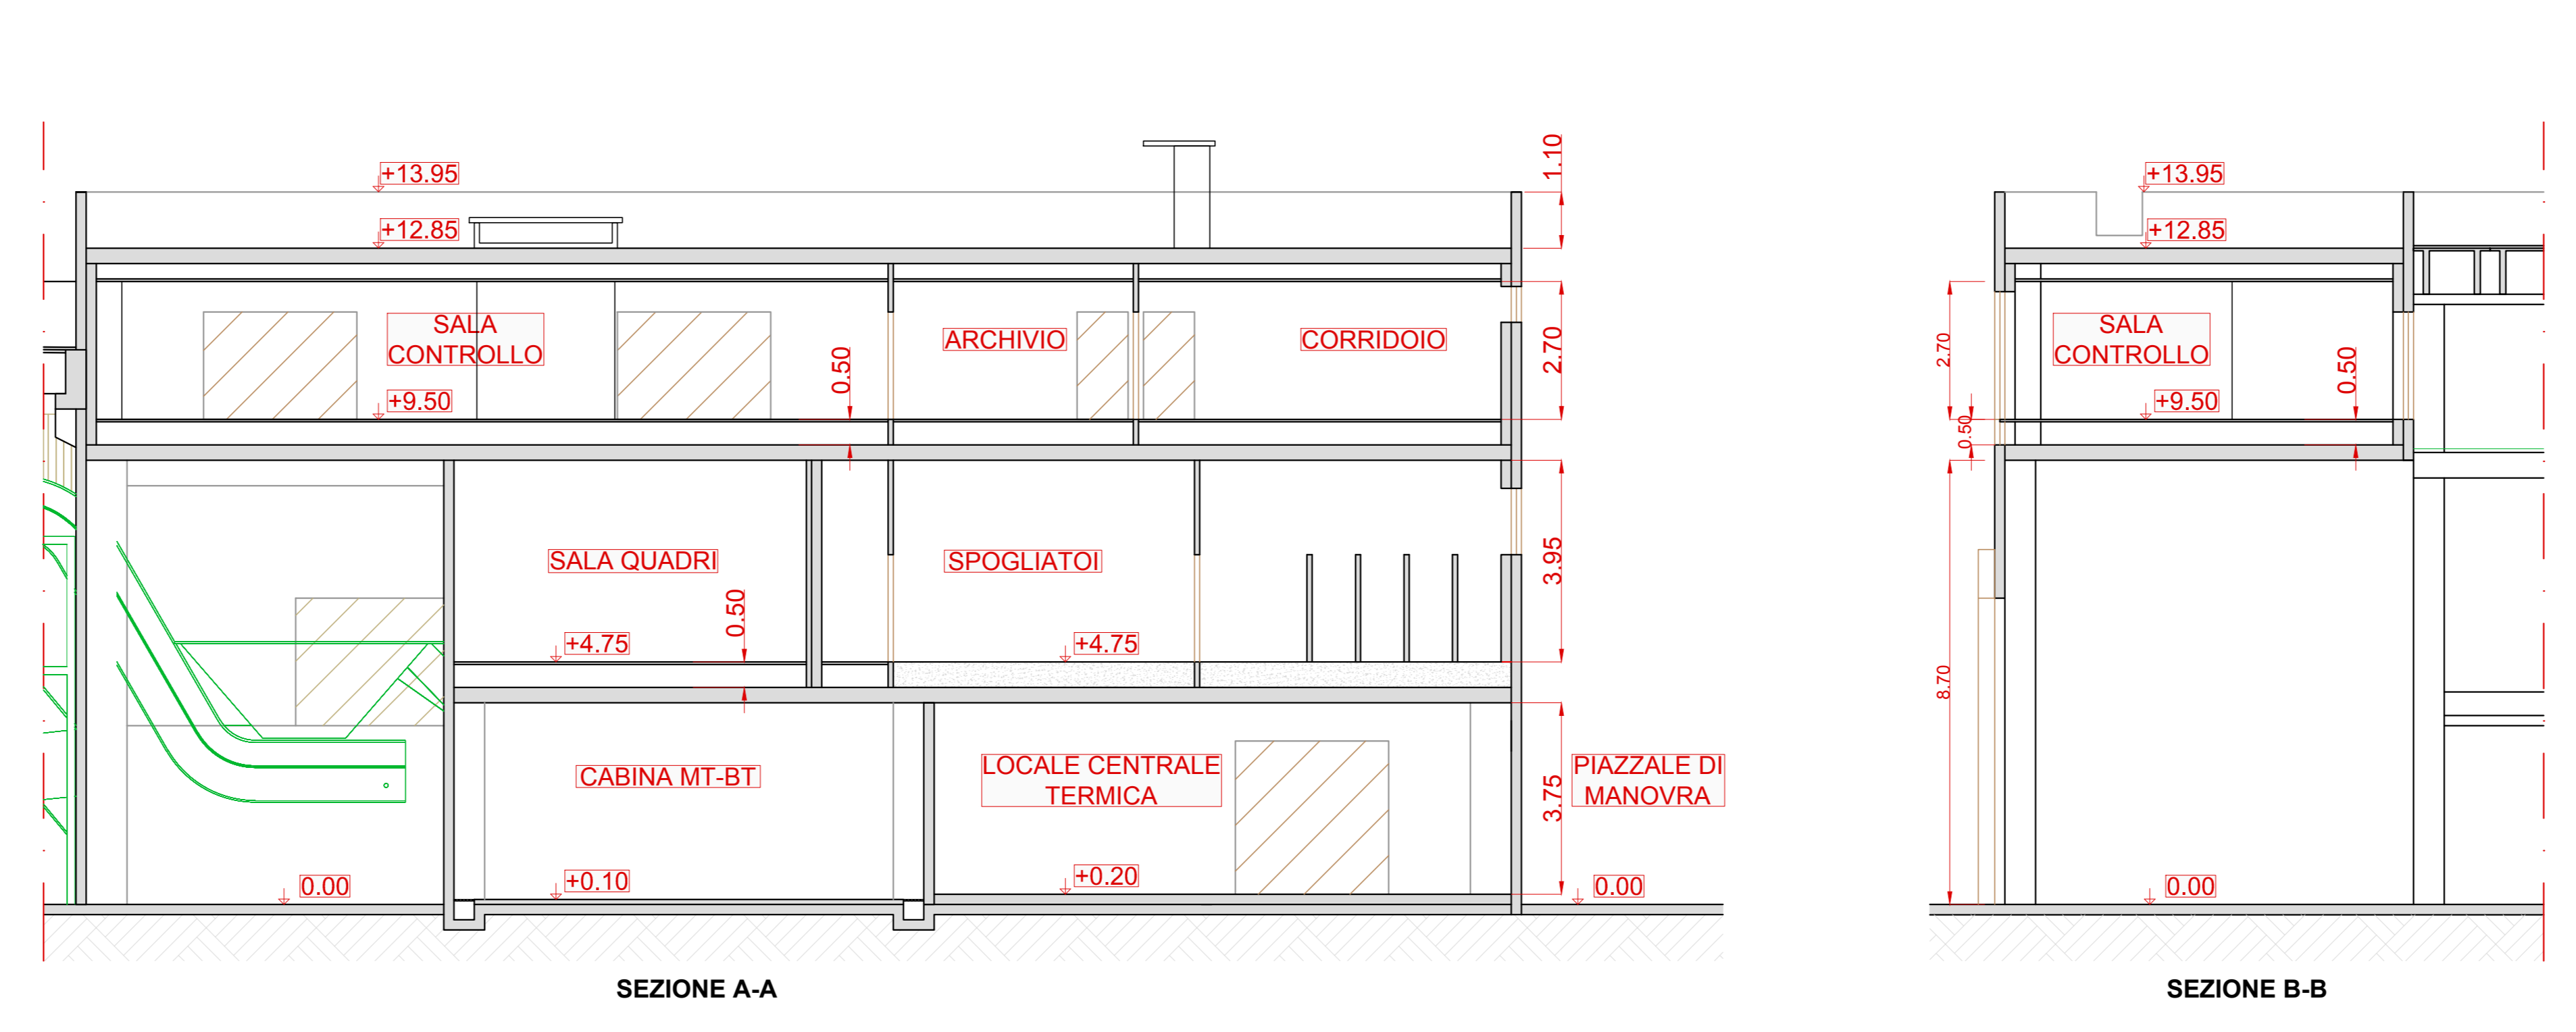 +13.95
+12.85
1.10
SALA
CONTROLLO
ARCHIVIO
CORRIDOIO
2.70
0.50
+9.50
SALA QUADRI
SPOGLIATOI
3.95
0.50
+4.75
+4.75
CABINA MT-BT
LOCALE CENTRALE
TERMICA
3.75
PIAZZALE DI
MANOVRA
0.00
+0.10
+0.20
0.00
SEZIONE A-A
+13.95
+12.85
2.70
SALA
CONTROLLO
0.50
+9.50
0.50
8.70
0.00
SEZIONE B-B